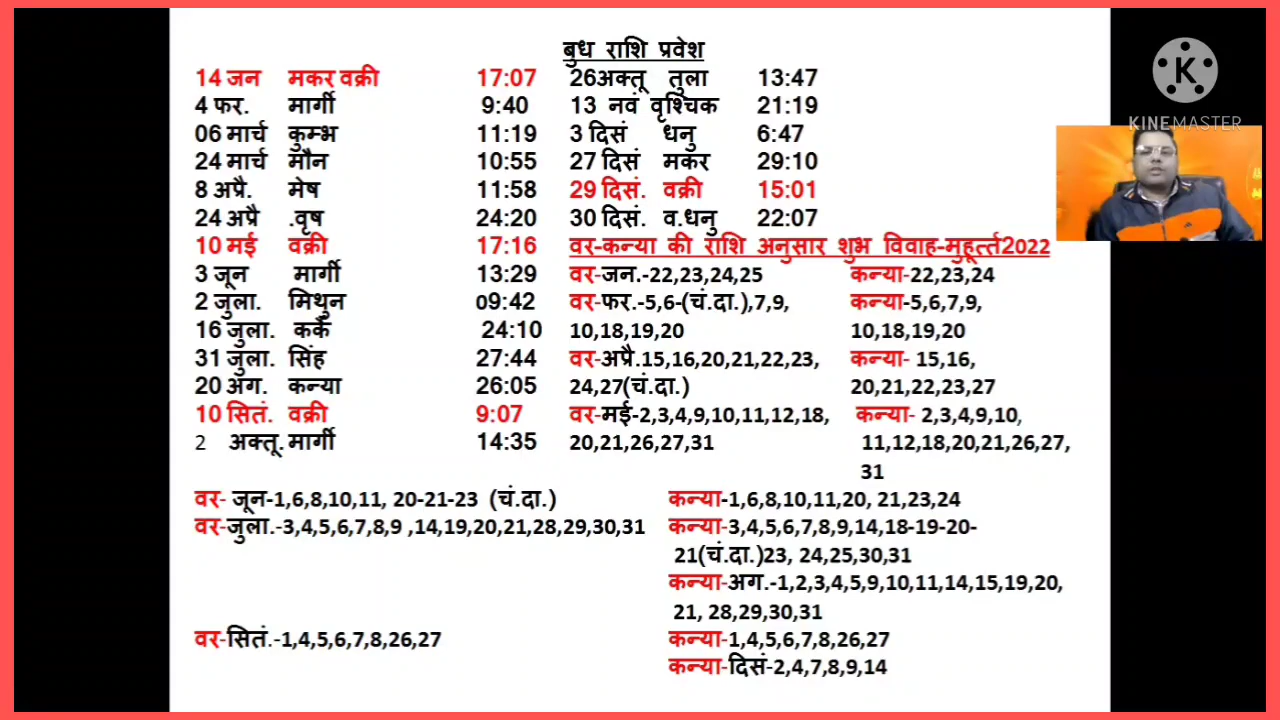 बुध राशि प्रवेश
14 जन मकर वक्री 17:07 26अक्तू तुला 13:47
4 फर. मार्गी 9:40 13 नवं वृश्चिक 21:19
06 मार्च कुम्भ 11:19 3 दिसं धनु 6:47
24 मार्च मौन 10:55 27 दिसं मकर 29:10
8 अप्रै. मेष 11:58 29 दिसं. वक्री 15:01
24 अप्रै .वृष 24:20 30 दिसं. व.धनु 22:07
10 मई वक्री 17:16 वर-कन्या की राशि अनुसार शुभ विवाह-मुहूर्त्त2022
3 जून मार्गी 13:29 वर-जन.-22,23,24,25 कन्या-22,23,24
2 जुला. मिथुन 09:42 वर-फर.-5,6-(चं.दा.),7,9, कन्या-5,6,7,9,
16 जुला. कर्क 24:10 10,18,19,20 10,18,19,20
31 जुला. सिंह 27:44 वर-अप्रै.15,16,20,21,22,23, कन्या- 15,16,
20 अग. कन्या 26:05 24,27(चं.दा.) 20,21,22,23,27
10 सितं. वक्री 9:07 वर-मई-2,3,4,9,10,11,12,18, कन्या- 2,3,4,9,10,
2 अक्तू. मार्गी 14:35 20,21,26,27,31 11,12,18,20,21,26,27,
31
वर- जून-1,6,8,10,11, 20-21-23 (चं.दा.) कन्या-1,6,8,10,11,20, 21,23,24
वर-जुला.-3,4,5,6,7,8,9 ,14,19,20,21,28,29,30,31 कन्या-3,4,5,6,7,8,9,14,18-19-20-
21(चं.दा.)23, 24,25,30,31
कन्या-अग.-1,2,3,4,5,9,10,11,14,15,19,20,
21, 28,29,30,31
वर-सितं.-1,4,5,6,7,8,26,27 कन्या-1,4,5,6,7,8,26,27
कन्या-दिसं-2,4,7,8,9,14
K
KINEMASTER